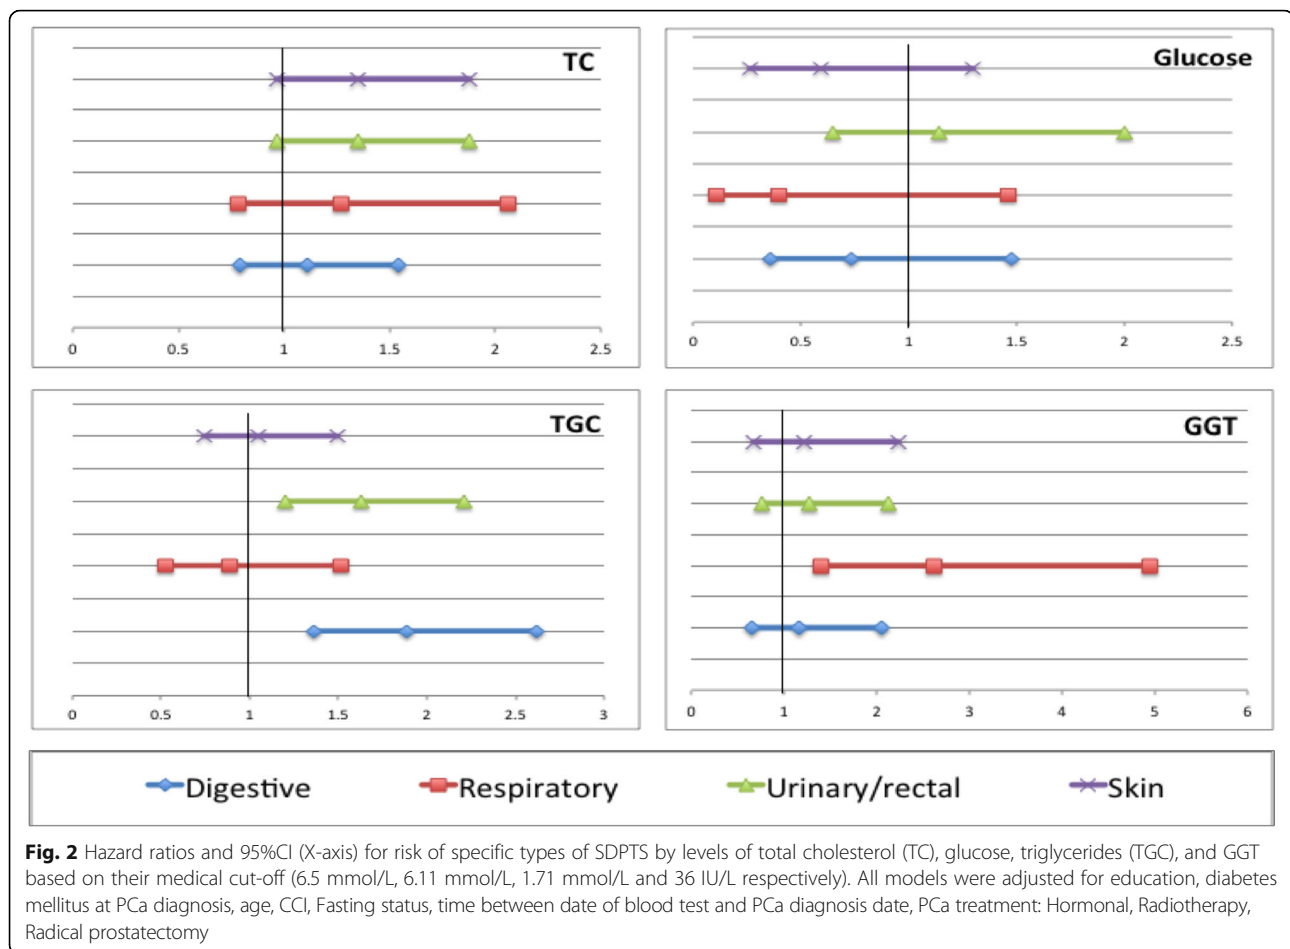 TC
0 0.5 1 1.5 2 2.5
Glucose
0 0.5 1 1.5 2 2.5
TGC
0 0.5 1 1.5 2 2.5 3
GGT
0 1 2 3 4 5 6
Digestive Respiratory Urinary/rectal Skin
Fig. 2 Hazard ratios and 95%CI (X-axis) for risk of specific types of SDPTS by levels of total cholesterol (TC), glucose, triglycerides (TGC), and GGT
based on their medical cut-off (6.5 mmol/L, 6.11 mmol/L, 1.71 mmol/L and 36 IU/L respectively). All models were adjusted for education, diabetes
mellitus at PCa diagnosis, age, CCI, Fasting status, time between date of blood test and PCa diagnosis date, PCa treatment: Hormonal, Radiotherapy,
Radical prostatectomy